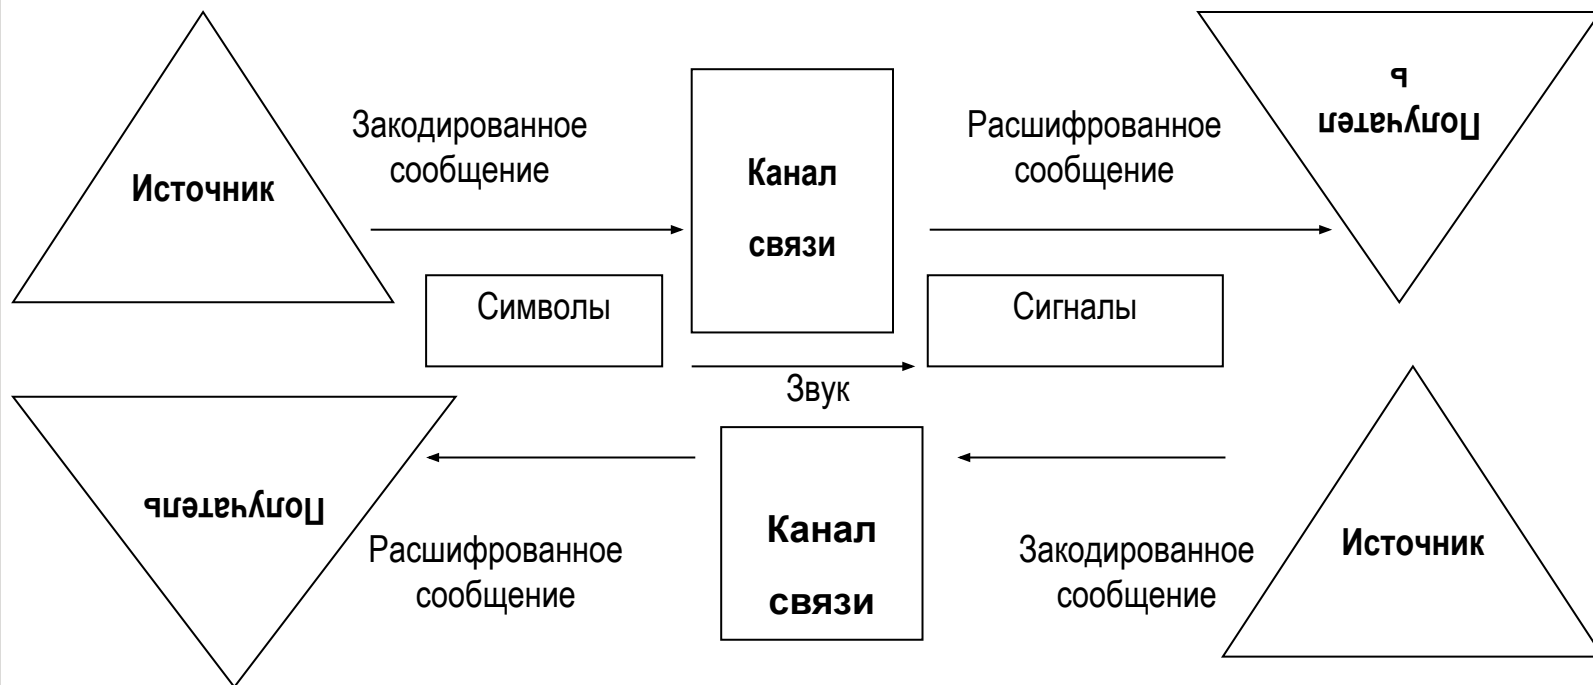 Источник
Закодированное
сообщение
Канал
связи
Расшифрованное
сообщение
Получател
ь
Символы
Сигналы
Звук
Получатель
Расшифрованное
сообщение
Канал
связи
Закодированное
сообщение
Источник